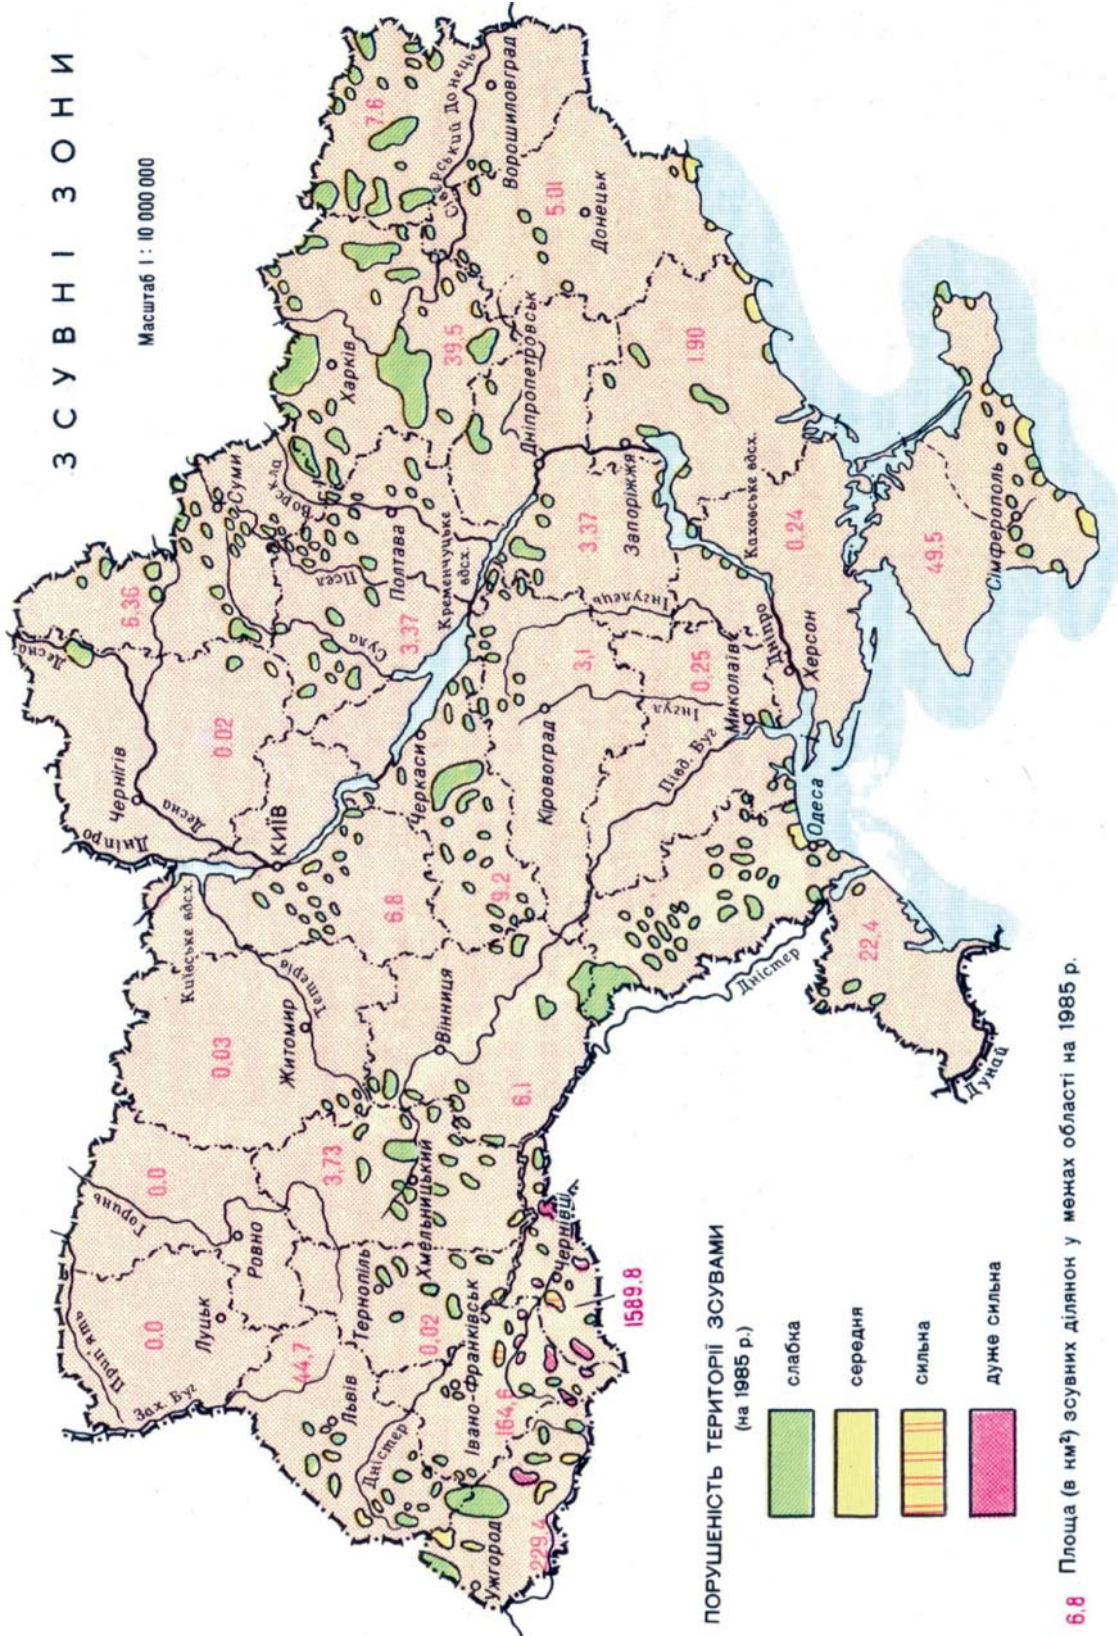 ЗСУВНІ ЗОНИ
Масштаб 1 : 10 000 000
Десна
6.36
Чернігів
Дніпро
Десна
0.02
Суми
Ворскла
Псел
Сула
Харків
7.6
Сіверський Донець
Ворошиловград
Київське вдсх.
КИЇВ
Полтава
3.37
39.5
Кременчуцьке
вдсх.
Дніпропетровськ
5.01
Донецьк
Прип'ять
Горинь
0.0
0.0
Луцьк
Ровно
0,03
Житомир
Тетерів
6.8
Черкаси
9.2
Зах. Буг
44,7
Львів
Тернопіль
3,73
Хмельницький
Вінниця
Кіровоград
3,1
Інгулець
3.37
Запоріжжя
1.90
0,02
6.1
Інгул
0.25
Каховське вдсх.
Дністер
Івано-Франківськ
164,6
Чернівці
Півд. Буг
Миколаїв
Дніпро
0.24
Херсон
Ужгород
229.4
1589.8
Дністер
Одеса
22,4
Дунай
49.5
Сімферополь
ПОРУШЕНІСТЬ ТЕРИТОРІЇ ЗСУВАМИ
(на 1985 р.)
слабка
середня
сильна
дуже сильна
6.8 Площа (в км²) зсувних ділянок у межах області на 1985 р.